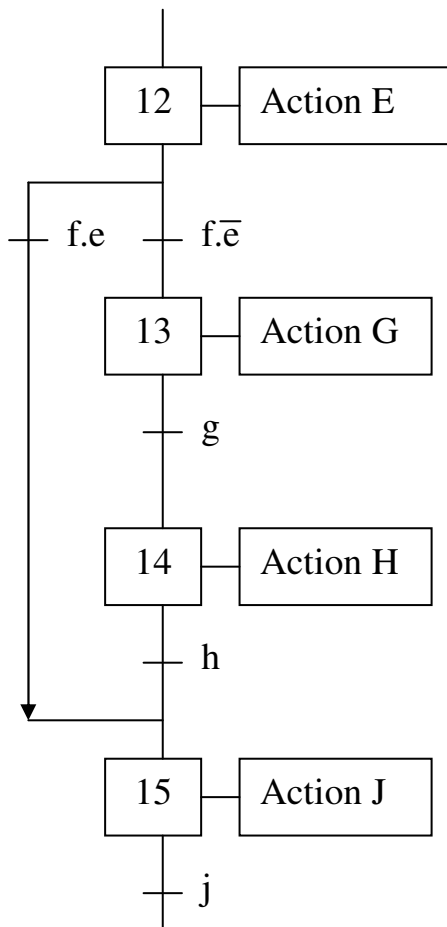 12 Action E
f.e f.e̅
13 Action G
g
14 Action H
h
15 Action J
j